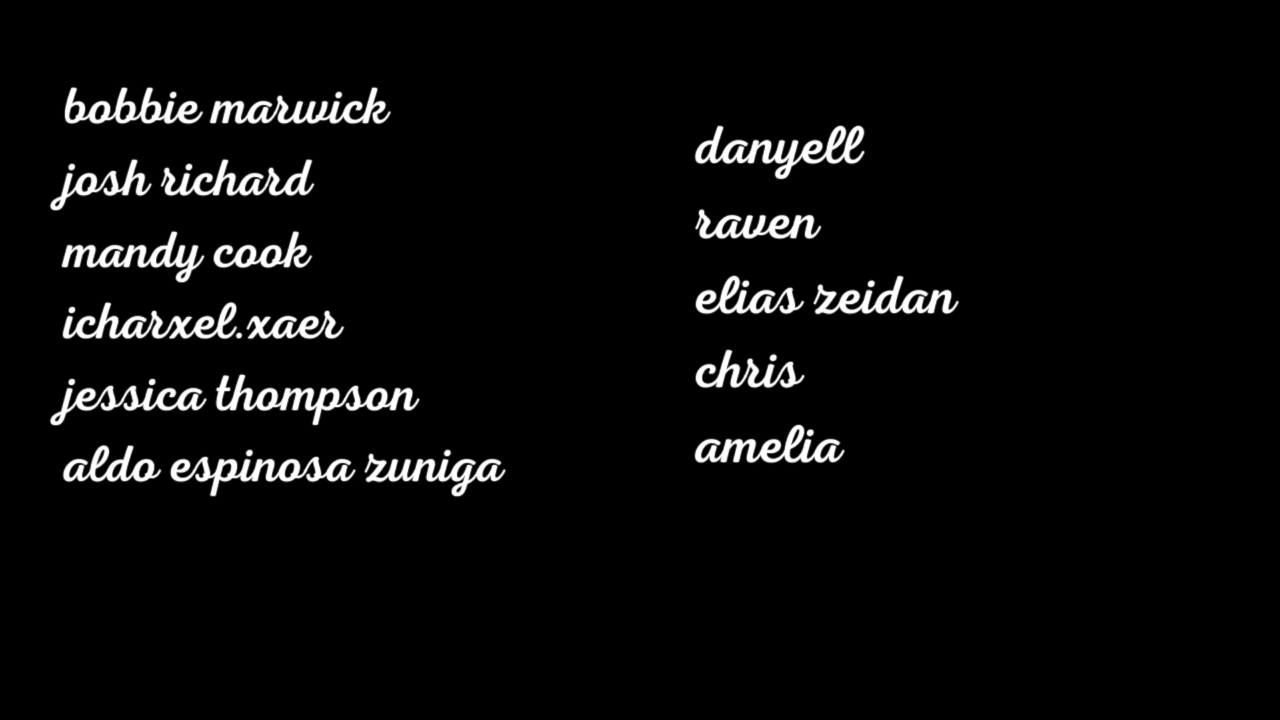 bobbie marwick
josh richard
mandy cook
icharxel.xaer
jessica thompson
aldo espinosa zuniga
danyell
raven
elias zeidan
chris
amelia